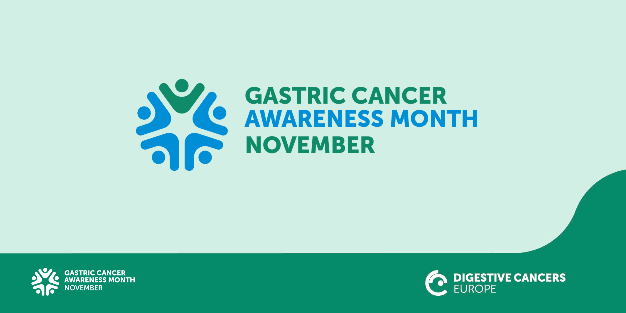 GASTRIC CANCER
AWARENESS MONTH
NOVEMBER
GASTRIC CANCER
AWARENESS MONTH
NOVEMBER
DIGESTIVE CANCERS
EUROPE